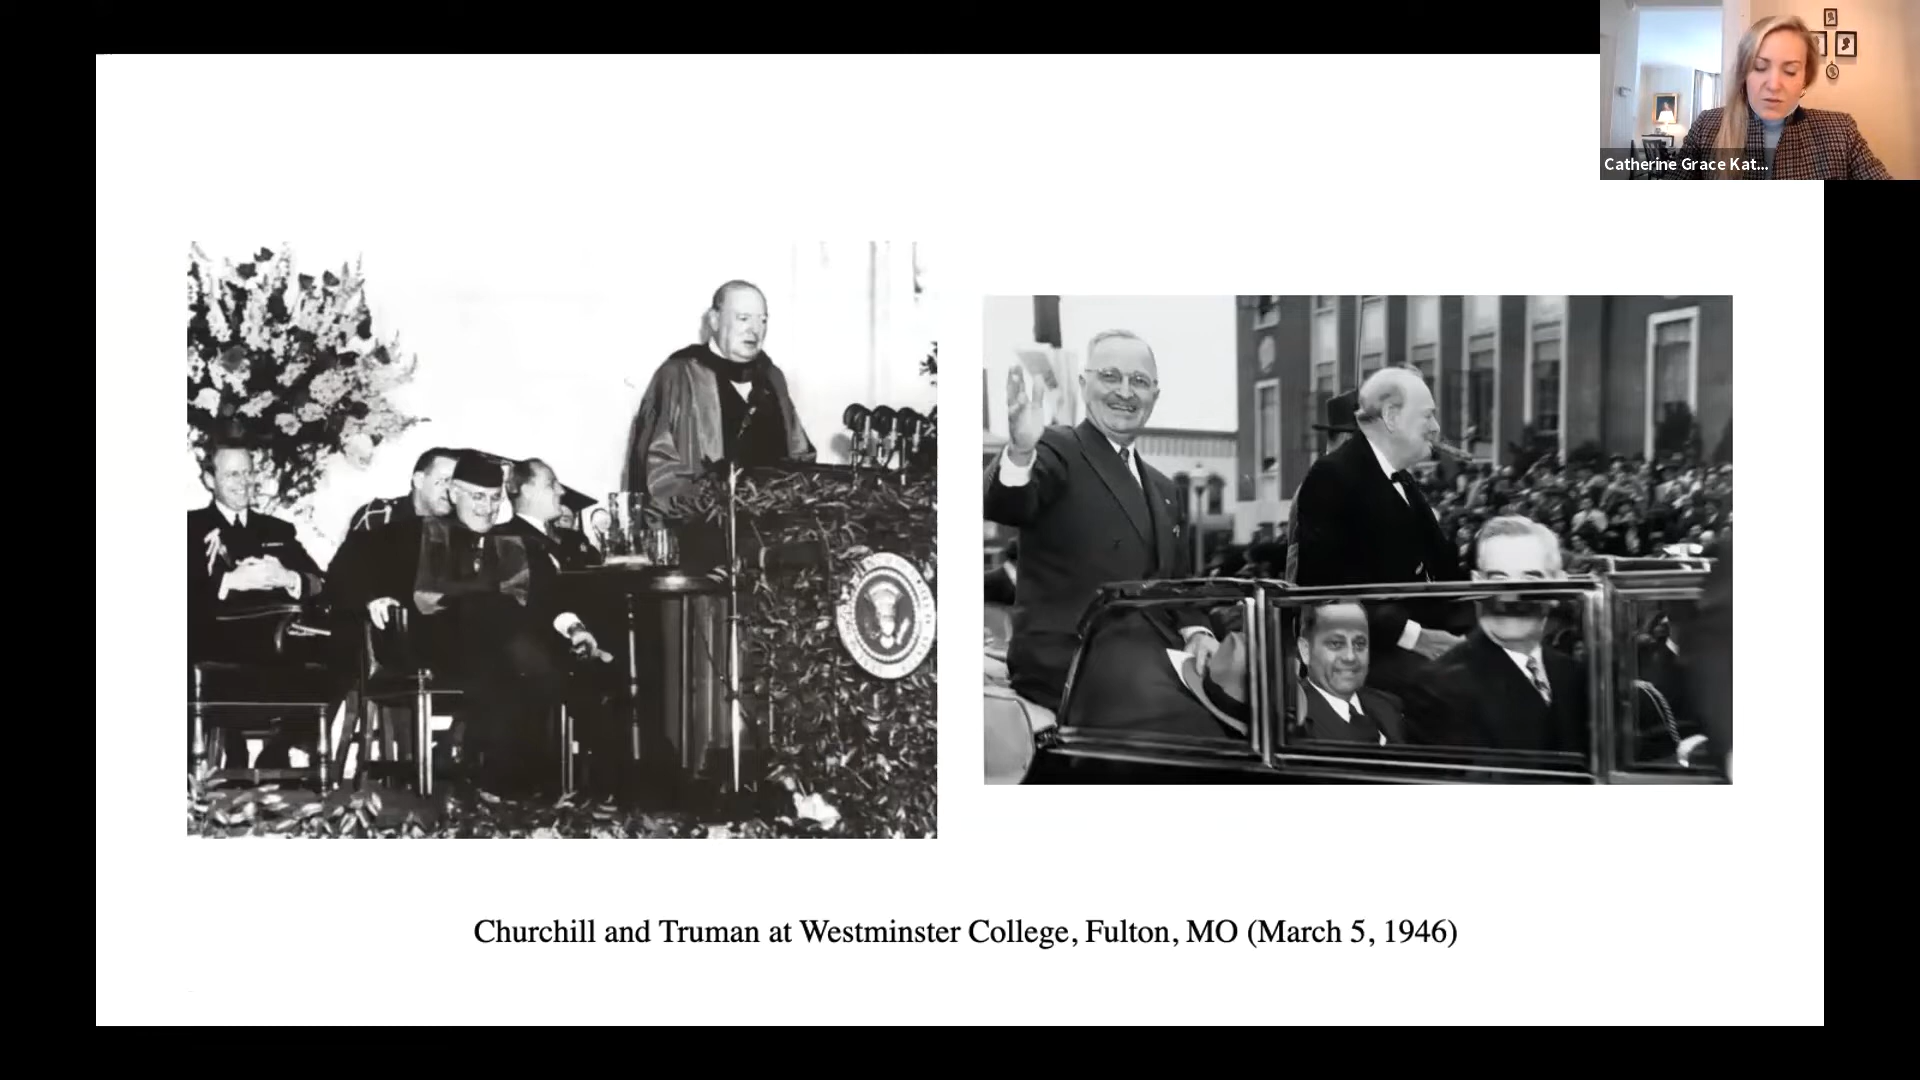 Catherine Grace Kat...
Churchill and Truman at Westminster College, Fulton, MO (March 5, 1946)